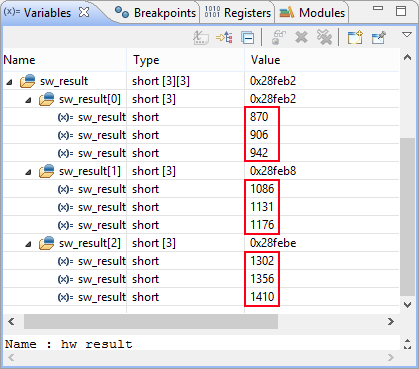 (x)= Variables Breakpoints 1010 0101 Registers Modules
Name Type Value
sw_result short [3][3] 0x28feb2
sw_result[0] short [3] 0x28feb2
(x)= sw_result short 870
(x)= sw_result short 906
(x)= sw_result short 942
sw_result[1] short [3] 0x28feb8
(x)= sw_result short 1086
(x)= sw_result short 1131
(x)= sw_result short 1176
sw_result[2] short [3] 0x28febe
(x)= sw_result short 1302
(x)= sw_result short 1356
(x)= sw_result short 1410
Name : hw result